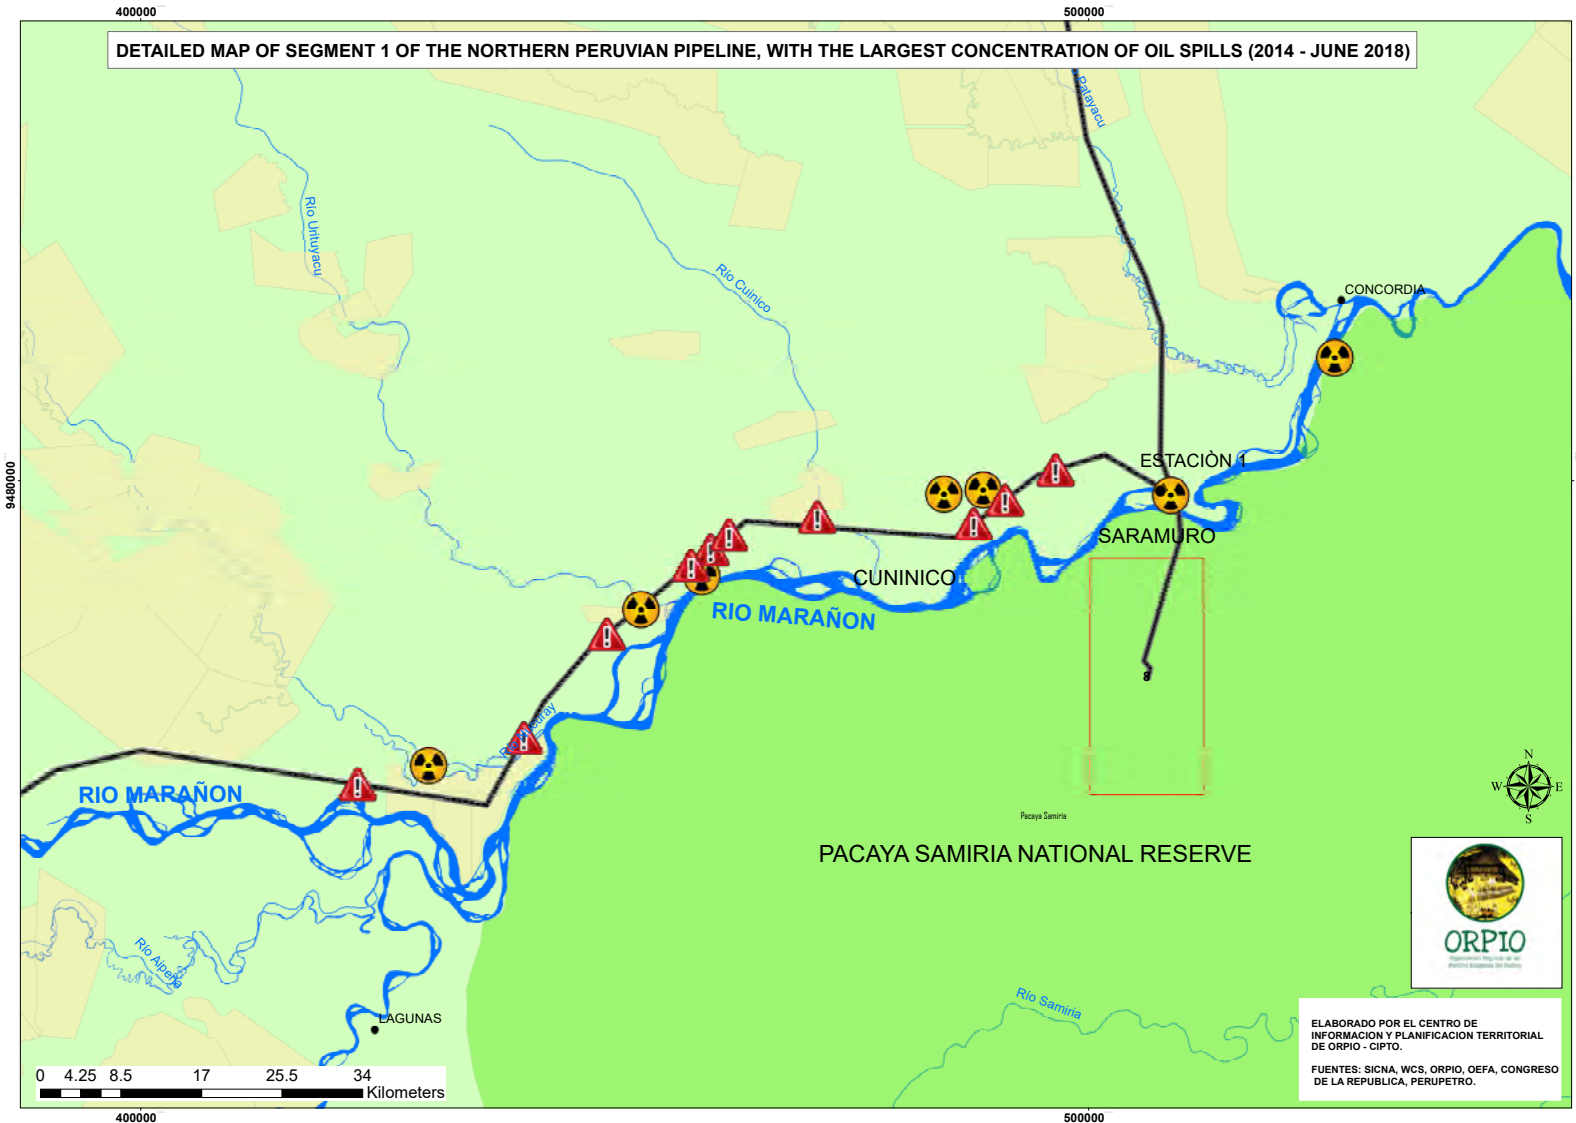 400000
500000
DETAILED MAP OF SEGMENT 1 OF THE NORTHERN PERUVIAN PIPELINE, WITH THE LARGEST CONCENTRATION OF OIL SPILLS (2014 - JUNE 2018)
Patayacu
Río Urituyacu
Río Cuinico
CONCORDIA
9480000
ESTACIÒN 1
SARAMURO
CUNINICO
RIO MARAÑON
8
RIO MARAÑON
N
W
E
S
Pacaya Samiria
PACAYA SAMIRIA NATIONAL RESERVE
ORPIO
Río Aipena
Río Samiria
LAGUNAS
ELABORADO POR EL CENTRO DE
INFORMACION Y PLANIFICACION TERRITORIAL
DE ORPIO - CIPTO.
FUENTES: SICNA, WCS, ORPIO, OEFA, CONGRESO
DE LA REPUBLICA, PERUPETRO.
0 4.25 8.5 17 25.5 34
Kilometers
400000
500000